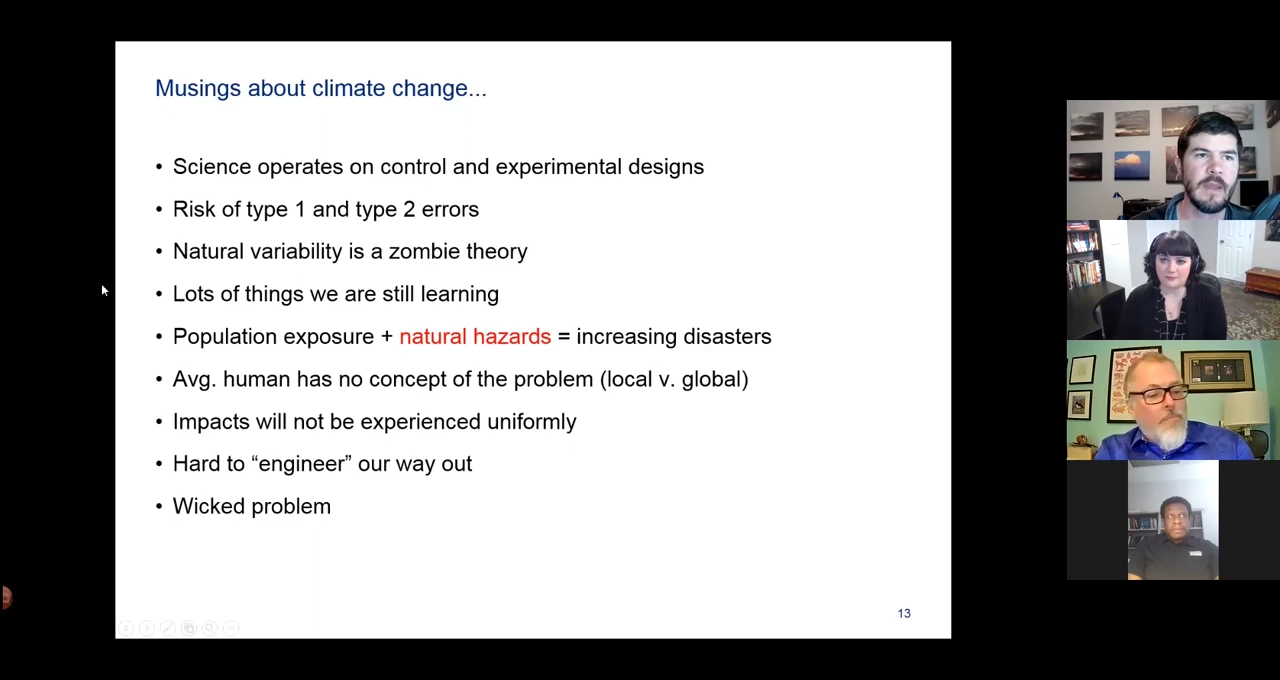 Musings about climate change...
• Science operates on control and experimental designs
• Risk of type 1 and type 2 errors
• Natural variability is a zombie theory
• Lots of things we are still learning
• Population exposure + natural hazards = increasing disasters
• Avg. human has no concept of the problem (local v. global)
• Impacts will not be experienced uniformly
• Hard to “engineer” our way out
• Wicked problem
13